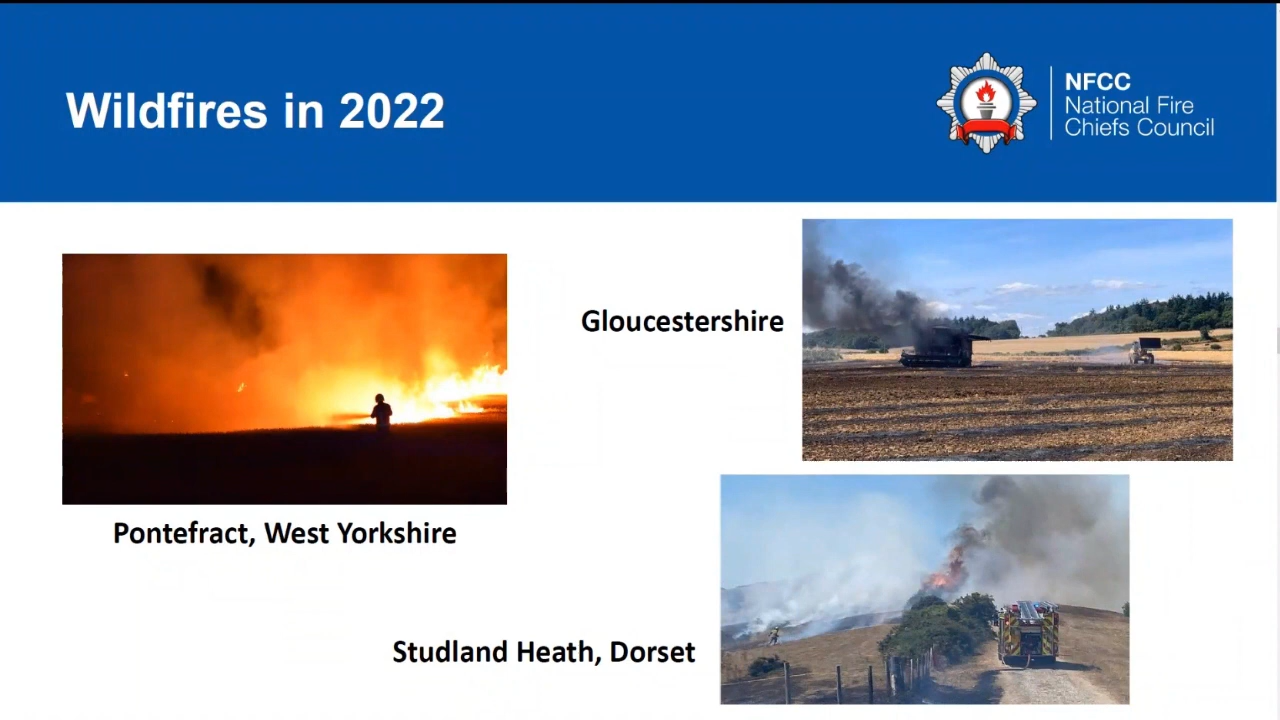 Wildfires in 2022
NFCC
National Fire
Chiefs Council
Gloucestershire
Pontefract, West Yorkshire
Studland Heath, Dorset